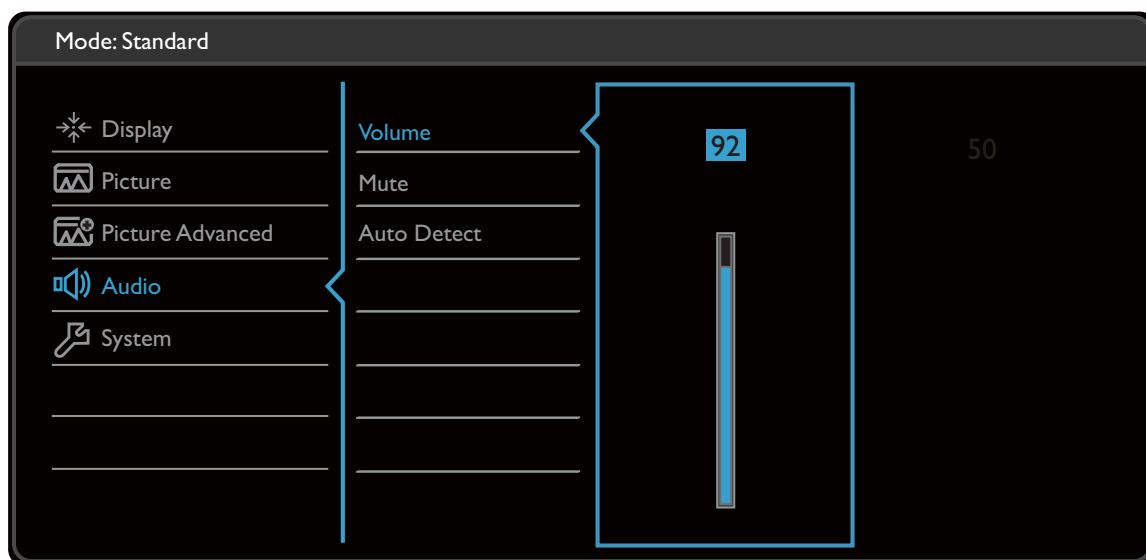 Mode: Standard
Display
Picture
Picture Advanced
Audio
System
Volume
Mute
Auto Detect
92
50